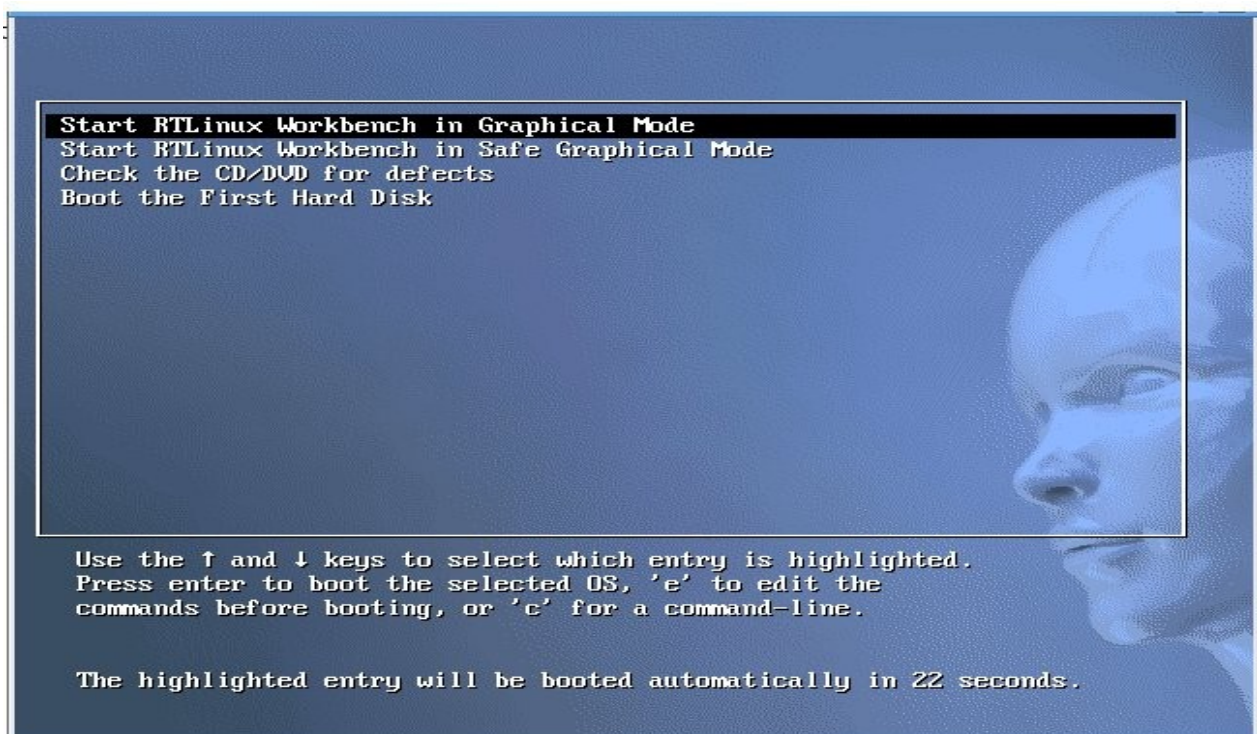 Start RTLinux Workbench in Graphical Mode
Start RTLinux Workbench in Safe Graphical Mode
Check the CD/DVD for defects
Boot the First Hard Disk
Use the ↑ and ↓ keys to select which entry is highlighted.
Press enter to boot the selected OS, 'e' to edit the
commands before booting, or 'c' for a command-line.
The highlighted entry will be booted automatically in 22 seconds.